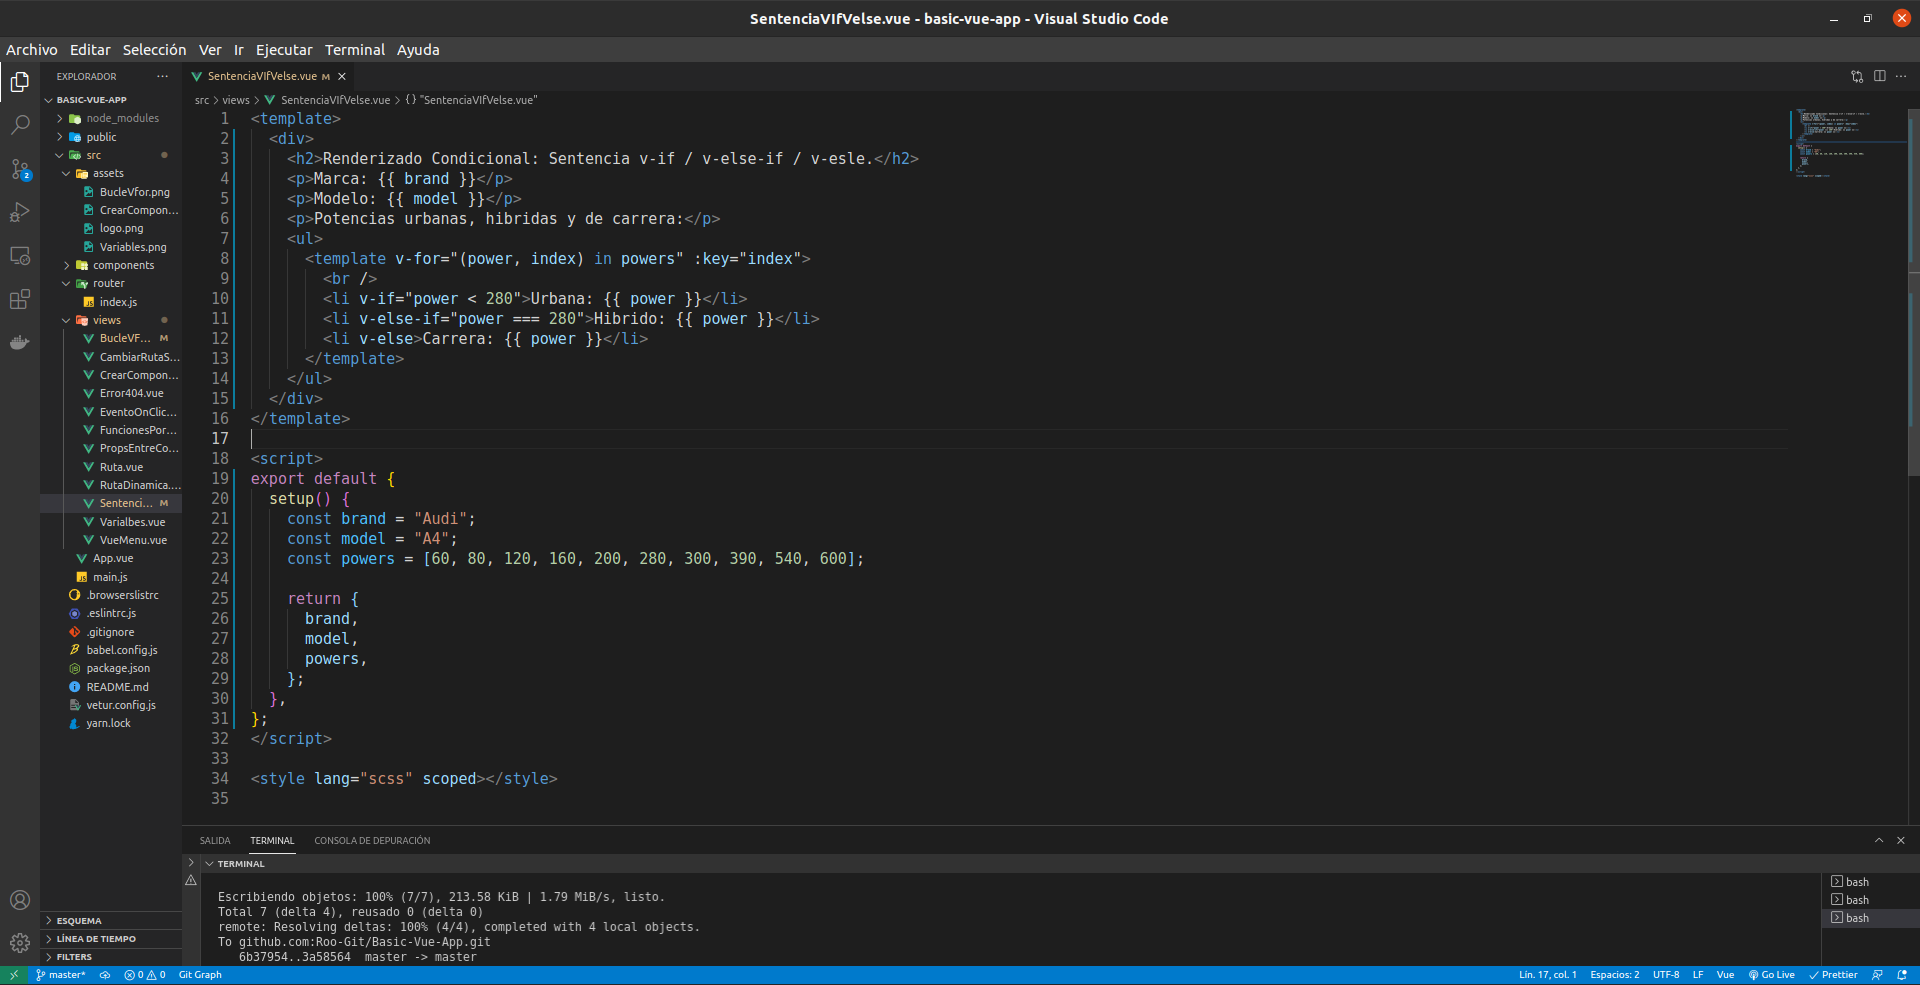 SentenciaVIfVelse.vue - basic-vue-app - Visual Studio Code
Archivo Editar Selección Ver Ir Ejecutar Terminal Ayuda
EXPLORADOR
BASIC-VUE-APP
node_modules
public
src
assets
BucleVfor.png
CrearCompon...
logo.png
Variables.png
components
router
index.js
views
BucleVF... M
CambiarRutaS...
CrearCompon...
Error404.vue
EventoOnClic...
FuncionesPor...
PropsEntreCo...
Ruta.vue
RutaDinamica....
Sentenci... M
Varialbes.vue
VueMenu.vue
App.vue
main.js
.browserslistrc
.eslintrc.js
.gitignore
babel.config.js
package.json
README.md
vetur.config.js
yarn.lock
ESQUEMA
LÍNEA DE TIEMPO
FILTERS
2
SentenciaVIfVelse.vue M
src > views > SentenciaVIfVelse.vue > {} "SentenciaVIfVelse.vue"
1 <template>
2 <div>
3 <h2>Renderizado Condicional: Sentencia v-if / v-else-if / v-esle.</h2>
4 <p>Marca: {{ brand }}</p>
5 <p>Modelo: {{ model }}</p>
6 <p>Potencias urbanas, hibridas y de carrera:</p>
7 <ul>
8 <template v-for="(power, index) in powers" :key="index">
9 <br />
10 <li v-if="power < 280">Urbana: {{ power }}</li>
11 <li v-else-if="power === 280">Hibrido: {{ power }}</li>
12 <li v-else>Carrera: {{ power }}</li>
13 </template>
14 </ul>
15 </div>
16 </template>
17
18 <script>
19 export default {
20 setup() {
21 const brand = "Audi";
22 const model = "A4";
23 const powers = [60, 80, 120, 160, 200, 280, 300, 390, 540, 600];
24
25 return {
26 brand,
27 model,
28 powers,
29 };
30 },
31 };
32 </script>
33
34 <style lang="scss" scoped></style>
35
SALIDA TERMINAL CONSOLA DE DEPURACIÓN
TERMINAL
Escribiendo objetos: 100% (7/7), 213.58 KiB | 1.79 MiB/s, listo.
Total 7 (delta 4), reusado 0 (delta 0)
remote: Resolving deltas: 100% (4/4), completed with 4 local objects.
To github.com:Roo-Git/Basic-Vue-App.git
6b37954..3a58564 master -> master
bash
bash
bash
master* 0 0 Git Graph Lín. 17, col. 1 Espacios: 2 UTF-8 LF Vue Go Live Prettier